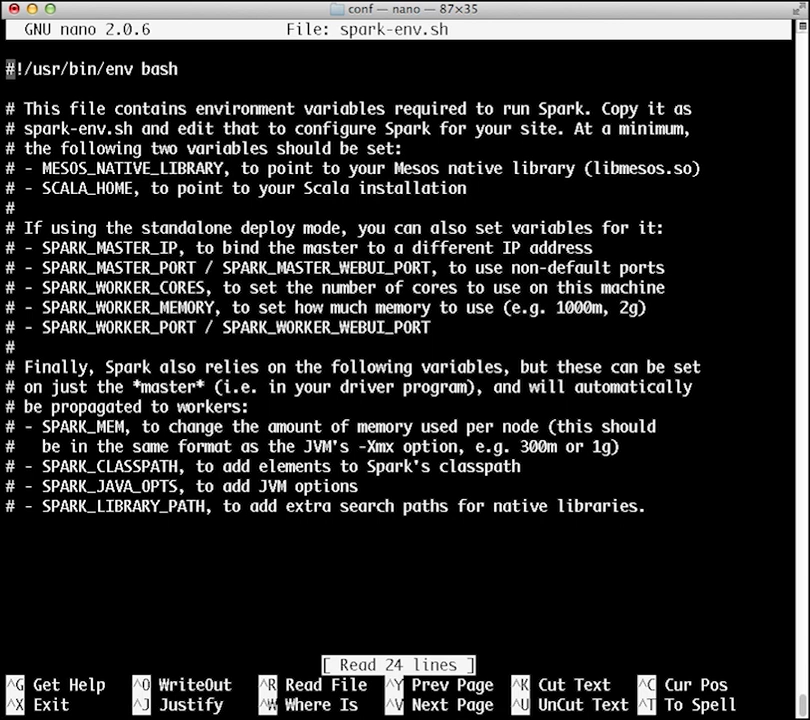 conf — nano — 87×35
GNU nano 2.0.6 File: spark-env.sh
#!/usr/bin/env bash
# This file contains environment variables required to run Spark. Copy it as
# spark-env.sh and edit that to configure Spark for your site. At a minimum,
# the following two variables should be set:
# - MESOS_NATIVE_LIBRARY, to point to your Mesos native library (libmesos.so)
# - SCALA_HOME, to point to your Scala installation
#
# If using the standalone deploy mode, you can also set variables for it:
# - SPARK_MASTER_IP, to bind the master to a different IP address
# - SPARK_MASTER_PORT / SPARK_MASTER_WEBUI_PORT, to use non-default ports
# - SPARK_WORKER_CORES, to set the number of cores to use on this machine
# - SPARK_WORKER_MEMORY, to set how much memory to use (e.g. 1000m, 2g)
# - SPARK_WORKER_PORT / SPARK_WORKER_WEBUI_PORT
#
# Finally, Spark also relies on the following variables, but these can be set
# on just the *master* (i.e. in your driver program), and will automatically
# be propagated to workers:
# - SPARK_MEM, to change the amount of memory used per node (this should
#   be in the same format as the JVM's -Xmx option, e.g. 300m or 1g)
# - SPARK_CLASSPATH, to add elements to Spark's classpath
# - SPARK_JAVA_OPTS, to add JVM options
# - SPARK_LIBRARY_PATH, to add extra search paths for native libraries.
[ Read 24 lines ]
^G Get Help ^O WriteOut ^R Read File ^Y Prev Page ^K Cut Text ^C Cur Pos
^X Exit ^J Justify ^W Where Is ^V Next Page ^U UnCut Text ^T To Spell